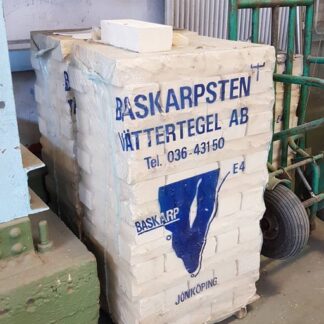 BASKARPSTEN
VÄTTERTEGEL AB
Tel. 036-43150
E4
BASKARP
JÖNKÖPING